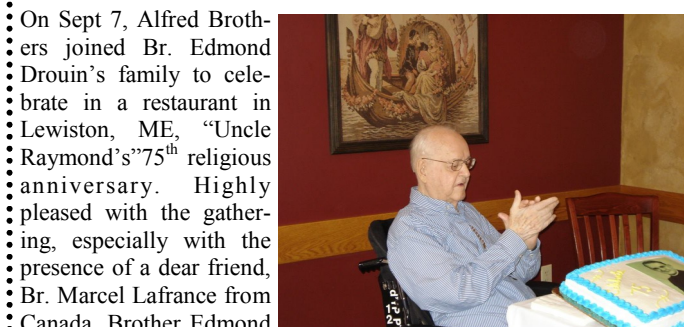 On Sept 7, Alfred Broth-
ers joined Br. Edmond
Drouin’s family to cele-
brate in a restaurant in
Lewiston, ME, “Uncle
Raymond’s”75th religious
anniversary. Highly
pleased with the gather-
ing, especially with the
presence of a dear friend,
Br. Marcel Lafrance from
Canada, Brother Edmond